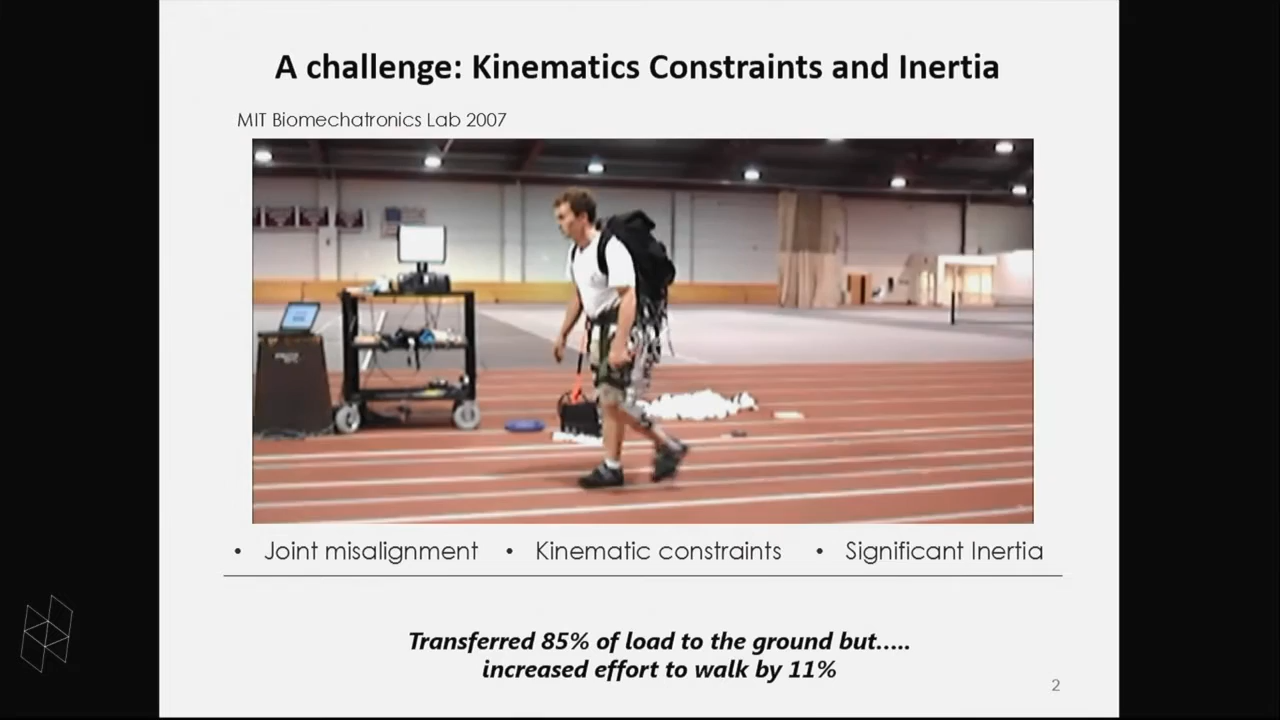 A challenge: Kinematics Constraints and Inertia
MIT Biomechatronics Lab 2007
• Joint misalignment • Kinematic constraints • Significant Inertia
Transferred 85% of load to the ground but.....
increased effort to walk by 11%
2